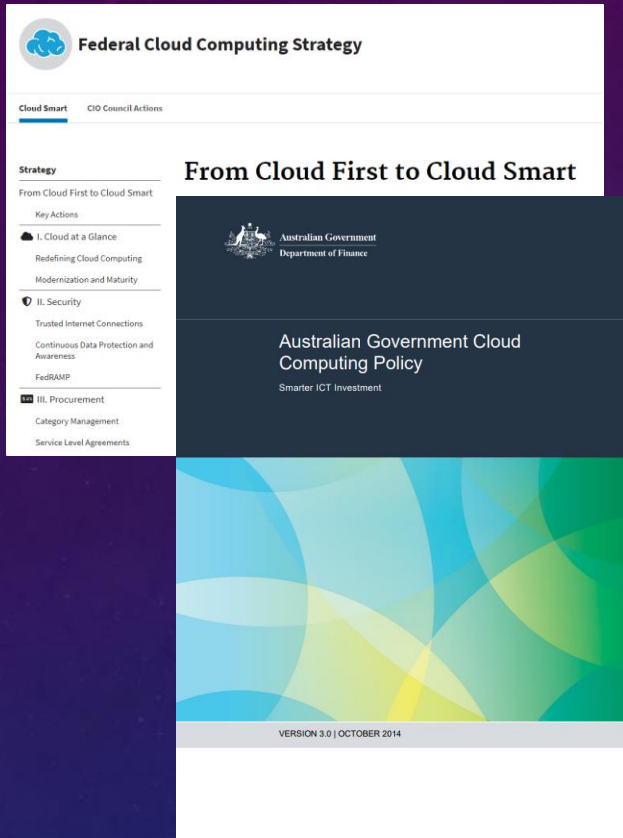 Federal Cloud Computing Strategy
Cloud Smart CIO Council Actions
Strategy
From Cloud First to Cloud Smart
Key Actions
I. Cloud at a Glance
Redefining Cloud Computing
Modernization and Maturity
II. Security
Trusted Internet Connections
Continuous Data Protection and
Awareness
FedRAMP
III. Procurement
Category Management
Service Level Agreements
From Cloud First to Cloud Smart
Australian Government
Department of Finance
Australian Government Cloud
Computing Policy
Smarter ICT Investment
VERSION 3.0 | OCTOBER 2014